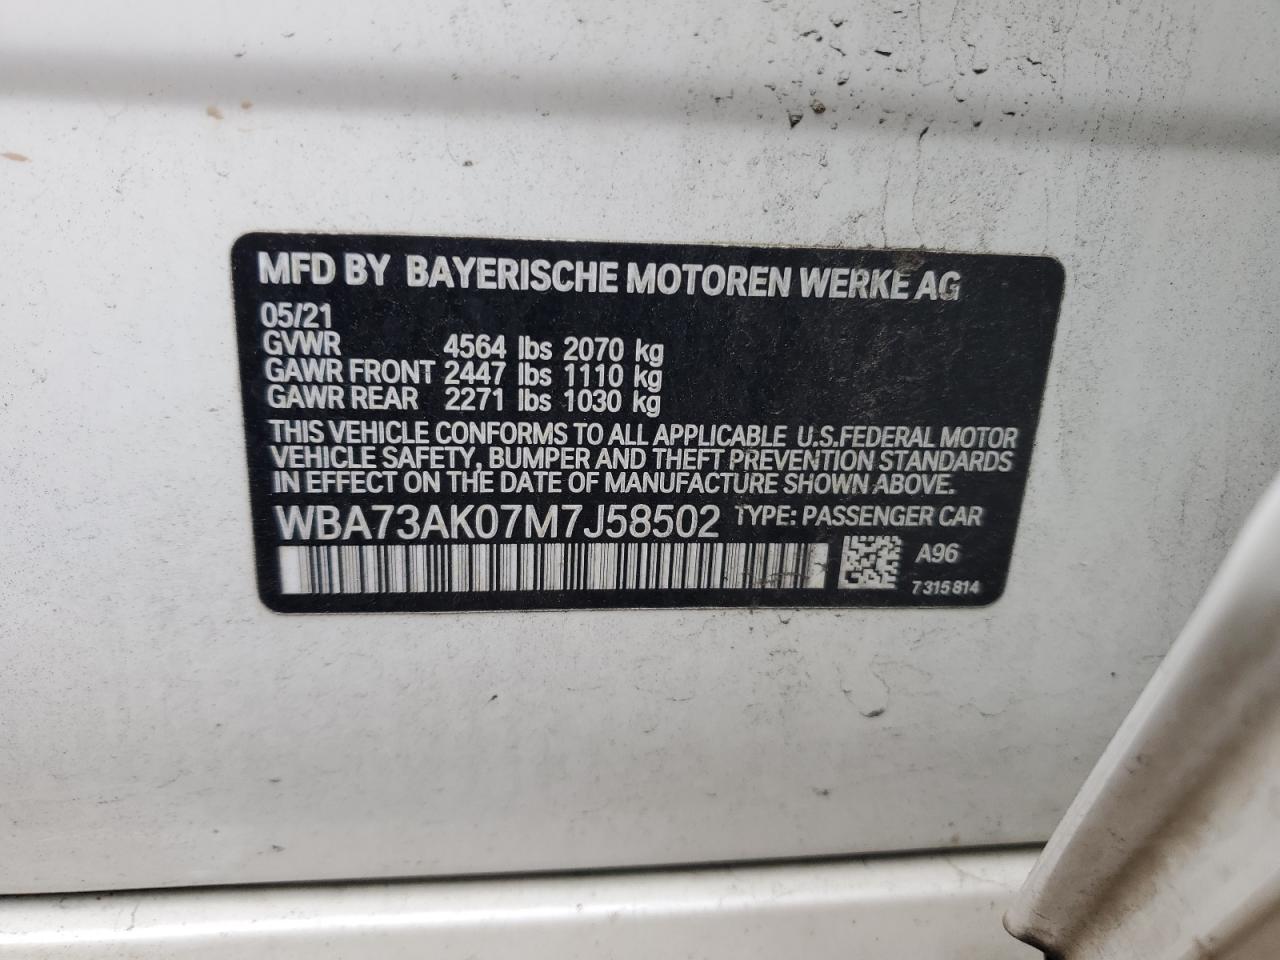 MFD BY BAYERISCHE MOTOREN WERKE AG
05/21
GVWR 4564 lbs 2070 kg
GAWR FRONT 2447 lbs 1110 kg
GAWR REAR 2271 lbs 1030 kg
THIS VEHICLE CONFORMS TO ALL APPLICABLE U.S.FEDERAL MOTOR
VEHICLE SAFETY, BUMPER AND THEFT PREVENTION STANDARDS
IN EFFECT ON THE DATE OF MANUFACTURE SHOWN ABOVE.
WBA73AK07M7J58502 TYPE: PASSENGER CAR
A96
7 315 814